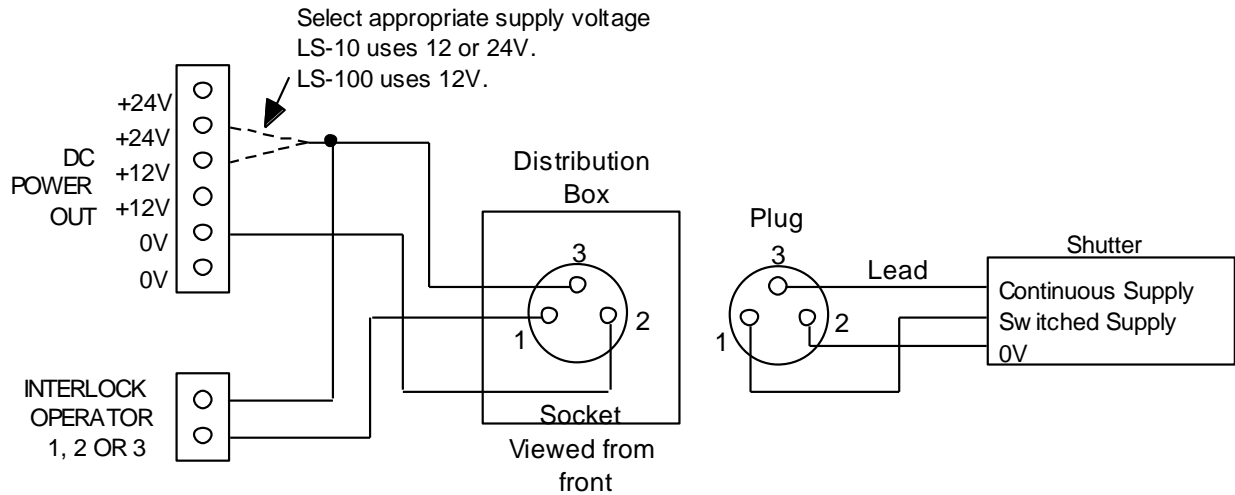 Select appropriate supply voltage
LS-10 uses 12 or 24V.
LS-100 uses 12V.
+24V
+24V
+12V
+12V
0V
0V
DC
POWER
OUT
INTERLOCK
OPERATOR
1, 2 OR 3
Distribution
Box
3
1
2
Socket
Viewed from
front
Plug
3
1
2
Lead
Shutter
Continuous Supply
Switched Supply
0V